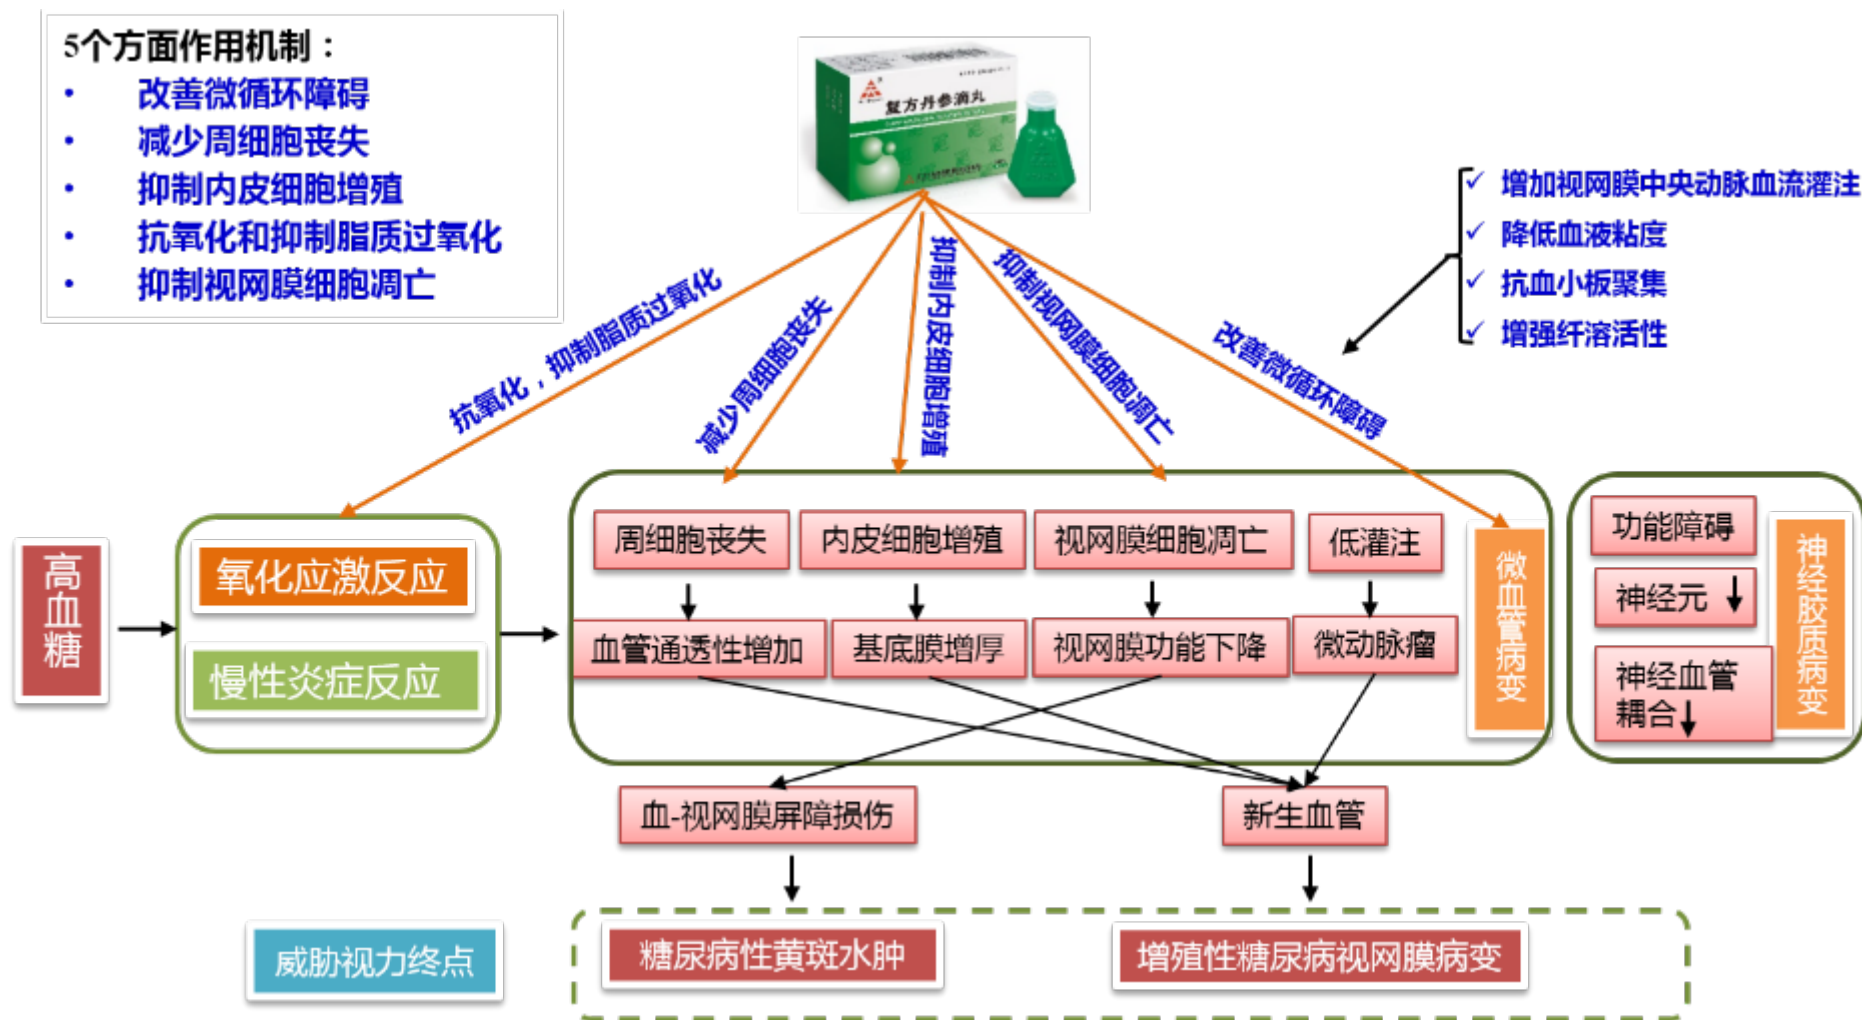 5个方面作用机制：
• 改善微循环障碍
• 减少周细胞丧失
• 抑制内皮细胞增殖
• 抗氧化和抑制脂质过氧化
• 抑制视网膜细胞凋亡
复方丹参滴丸
✓ 增加视网膜中央动脉血流灌注
✓ 降低血液粘度
✓ 抗血小板聚集
✓ 增强纤溶活性
抗氧化，抑制脂质过氧化
减少周细胞丧失
抑制内皮细胞增殖
抑制视网膜细胞凋亡
改善微循环障碍
高血糖
氧化应激反应
慢性炎症反应
周细胞丧失
内皮细胞增殖
视网膜细胞凋亡
低灌注
血管通透性增加
基底膜增厚
视网膜功能下降
微动脉瘤
微血管病变
功能障碍
神经元
神经血管
耦合
神经胶质病变
血-视网膜屏障损伤
新生血管
威胁视力终点
糖尿病性黄斑水肿
增殖性糖尿病视网膜病变